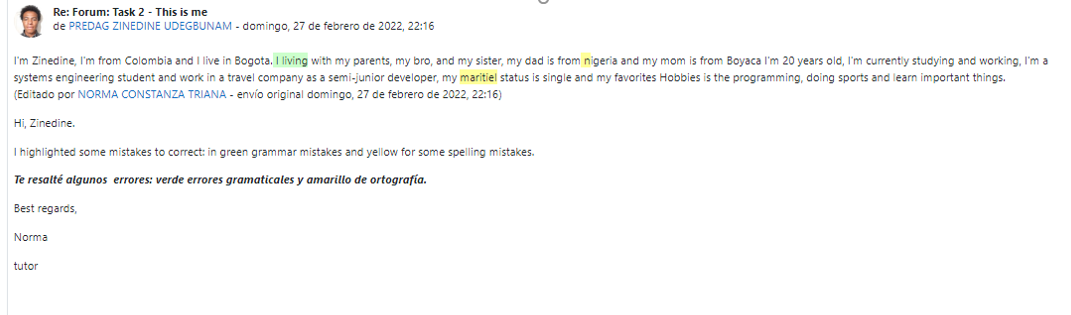 Re: Forum: Task 2 - This is me
de PREDAG ZINEDINE UDEGBUNAM - domingo, 27 de febrero de 2022, 22:16
I'm Zinedine, I'm from Colombia and I live in Bogota. I living with my parents, my bro, and my sister, my dad is from nigeria and my mom is from Boyaca I'm 20 years old, I'm currently studying and working, I'm a
systems engineering student and work in a travel company as a semi-junior developer, my maritiel status is single and my favorites Hobbies is the programming, doing sports and learn important things.
(Editado por NORMA CONSTANZA TRIANA - envío original domingo, 27 de febrero de 2022, 22:16)
Hi, Zinedine.
I highlighted some mistakes to correct: in green grammar mistakes and yellow for some spelling mistakes.
Te resalté algunos errores: verde errores gramaticales y amarillo de ortografía.
Best regards,
Norma
tutor